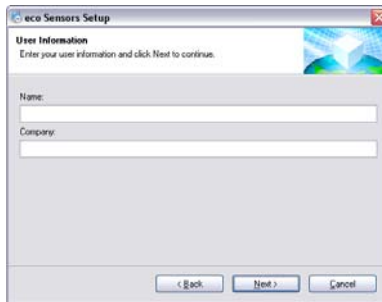 eco Sensors Setup
User Information
Enter your user information and click Next to continue.
Name:
Company:
< Back
Next >
Cancel